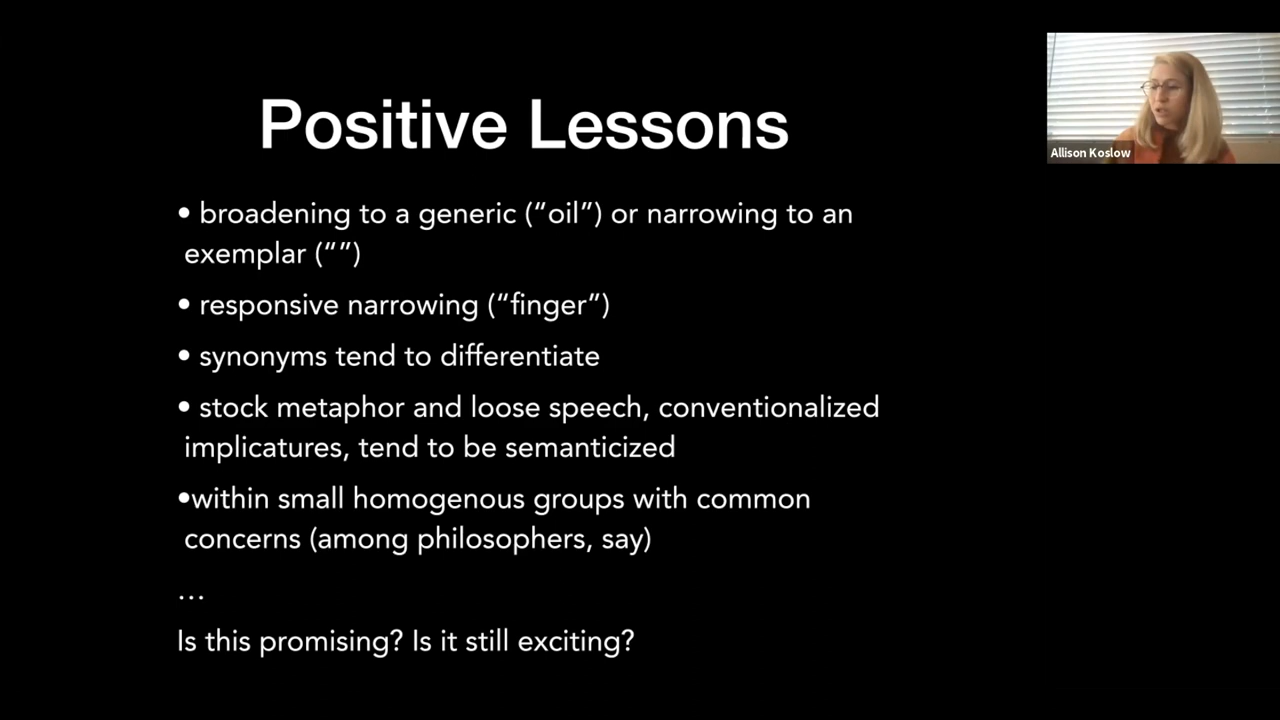 Positive Lessons
Allison Koslow
• broadening to a generic (“oil”) or narrowing to an
exemplar (“”)
• responsive narrowing (“finger”)
• synonyms tend to differentiate
• stock metaphor and loose speech, conventionalized
implicatures, tend to be semanticized
•within small homogenous groups with common
concerns (among philosophers, say)
…
Is this promising? Is it still exciting?